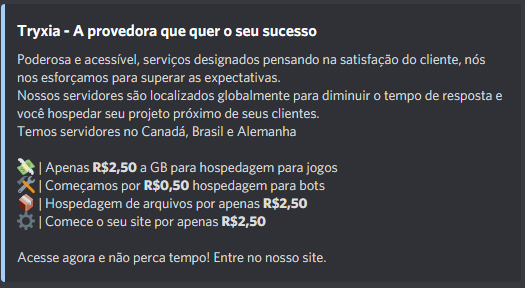 Tryxia - A provedora que quer o seu sucesso
Poderosa e acessível, serviços designados pensando na satisfação do cliente, nós
nos esforçamos para superar as expectativas.
Nossos servidores são localizados globalmente para diminuir o tempo de resposta e
você hospedar seu projeto próximo de seus clientes.
Temos servidores no Canadá, Brasil e Alemanha
💸 | Apenas R$2,50 a GB para hospedagem para jogos
🛠️ | Começamos por R$0,50 hospedagem para bots
| Hospedagem de arquivos por apenas R$2,50
⚙️ | Comece o seu site por apenas R$2,50
Acesse agora e não perca tempo! Entre no nosso site.